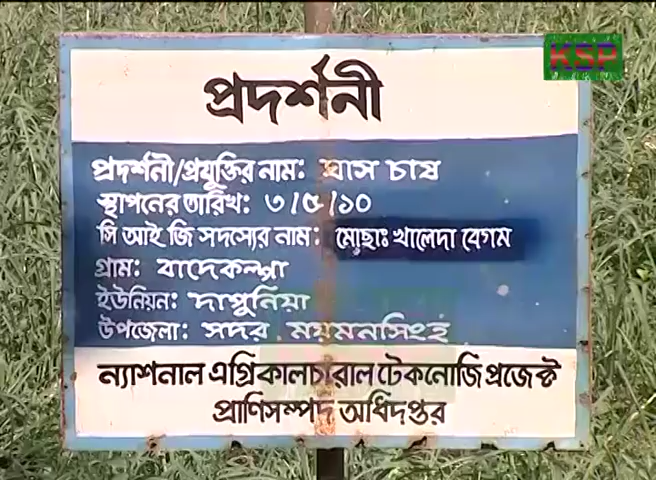 KSP
প্রদর্শনী
প্রদর্শনী/প্রযুক্তির নাম: ঘাস চাষ
স্থাপনের তারিখ: ৩/৫/১০
সি আই জি সদস্যের নাম: মোছাঃ খালেদা বেগম
গ্রাম: বাদেকল্পা
ইউনিয়ন: দাপুনিয়া
উপজেলা: সদর, ময়মনসিংহ
ন্যাশনাল এগ্রিকালচারাল টেকনোজি প্রজেক্ট
প্রাণিসম্পদ অধিদপ্তর